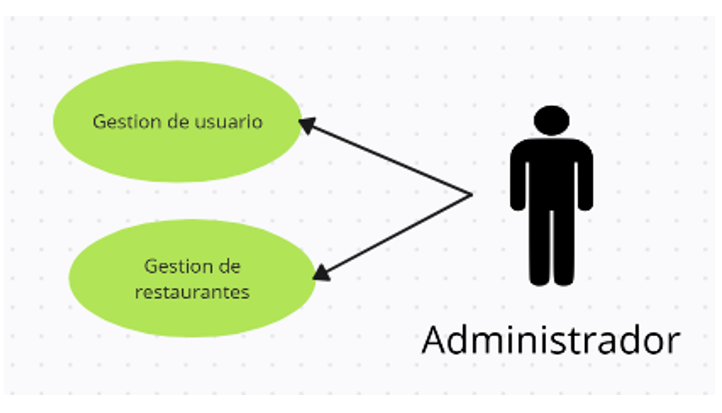 Gestion de usuario
Gestion de
restaurantes
Administrador